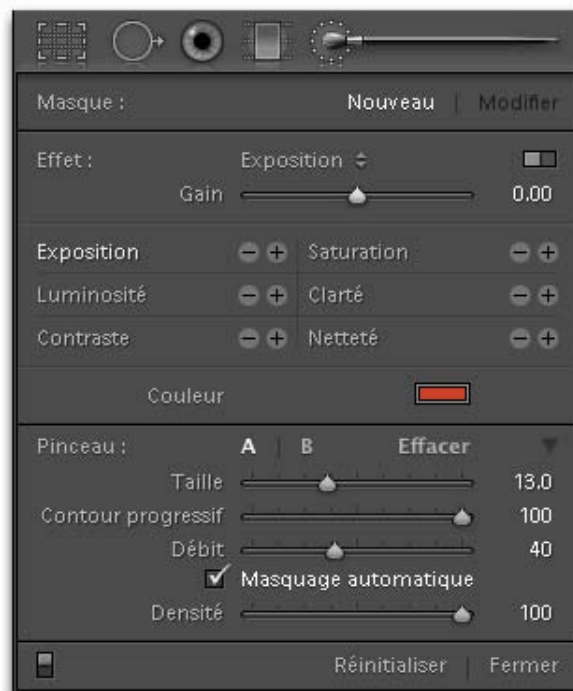 Masque : Nouveau | Modifier
Effet : Exposition
Gain 0.00
Exposition Saturation
Luminosité Clarté
Contraste Netteté
Couleur
Pinceau : A | B Effacer
Taille 13.0
Contour progressif 100
Débit 40
Masquage automatique
Densité 100
Réinitialiser | Fermer